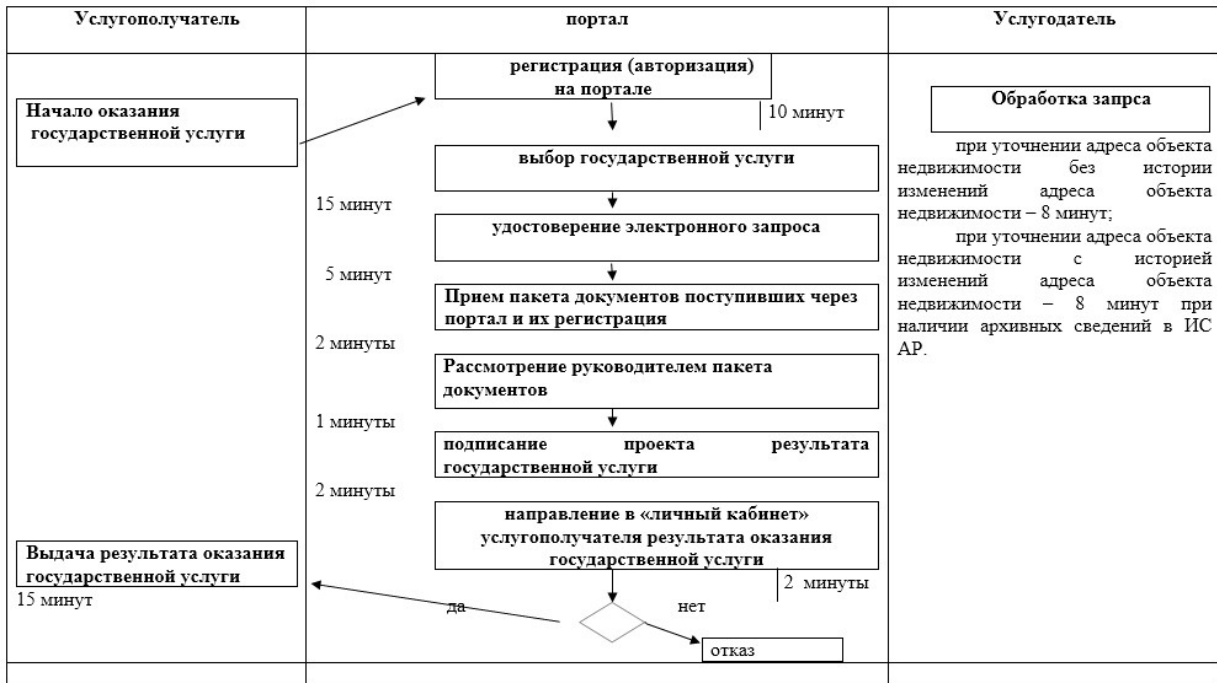 Услугополучатель
портал
Услугодатель
регистрация (авторизация)
на портале
10 минут
Начало оказания
государственной услуги
Обработка запрса
при уточнении адреса объекта
недвижимости без истории
изменений адреса объекта
недвижимости – 8 минут;
при уточнении адреса объекта
недвижимости с историей
изменений адреса объекта
недвижимости – 8 минут при
наличии архивных сведений в ИС
АР.
выбор государственной услуги
15 минут
удостоверение электронного запроса
5 минут
Прием пакета документов поступивших через
портал и их регистрация
2 минуты
Рассмотрение руководителем пакета
документов
1 минуты
подписание проекта результата
государственной услуги
2 минуты
направление в «личный кабинет»
услугополучателя результата оказания
государственной услуги
2 минуты
Выдача результата оказания
государственной услуги
15 минут
да
нет
отказ